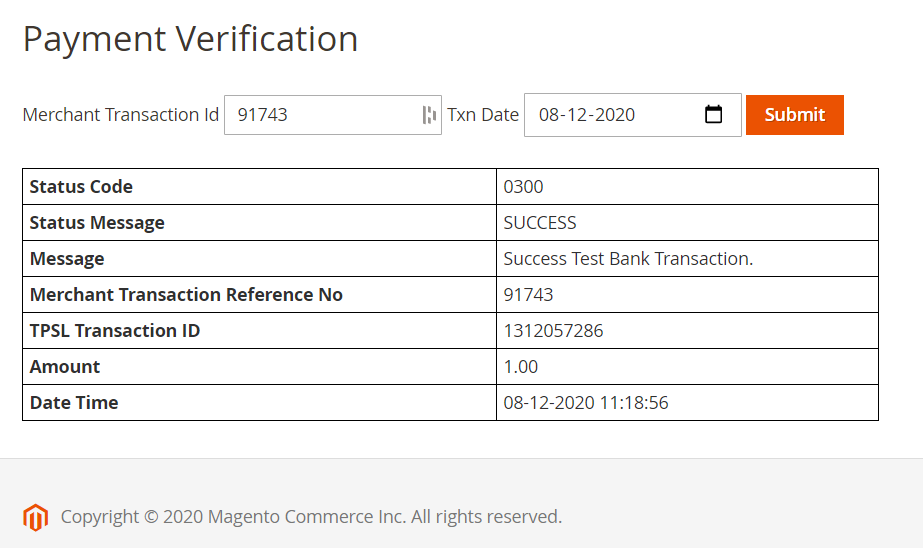 Payment Verification
Merchant Transaction Id 91743 Txn Date 08-12-2020 Submit
Status Code 0300
Status Message SUCCESS
Message Success Test Bank Transaction.
Merchant Transaction Reference No 91743
TPSL Transaction ID 1312057286
Amount 1.00
Date Time 08-12-2020 11:18:56
Copyright © 2020 Magento Commerce Inc. All rights reserved.